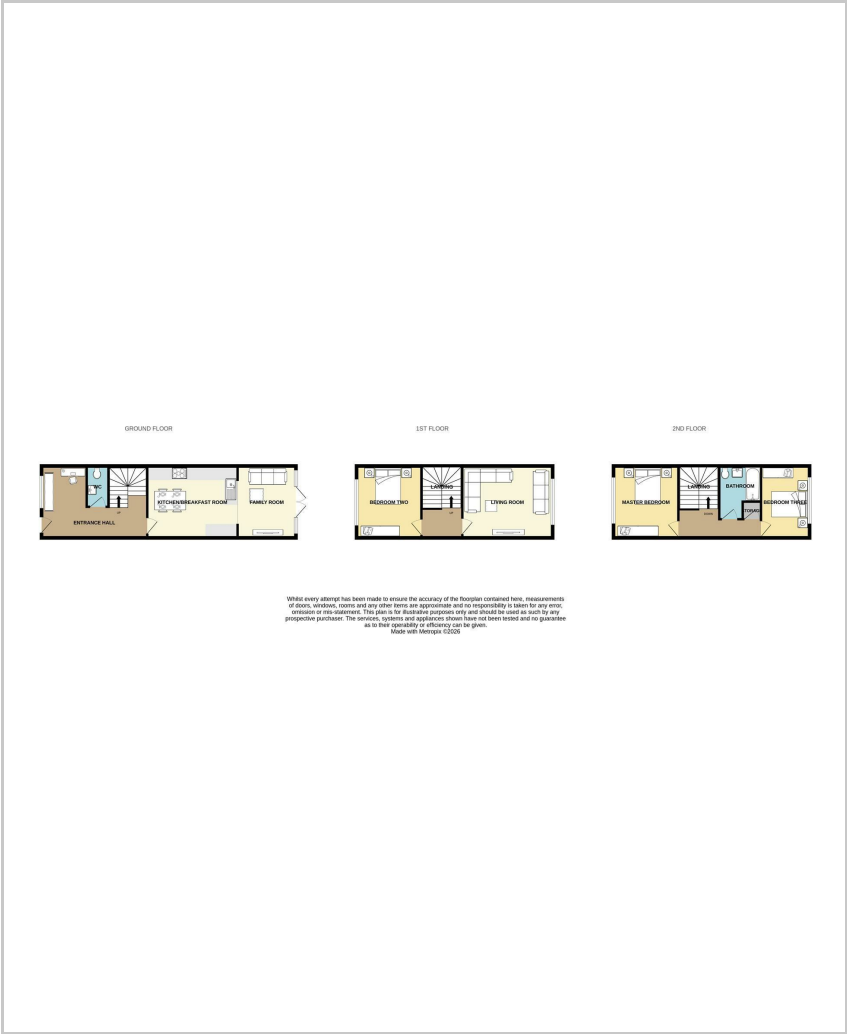 GROUND FLOOR
1ST FLOOR
2ND FLOOR
WC
KITCHEN/BREAKFAST ROOM
FAMILY ROOM
UP
ENTRANCE HALL
LANDING
BEDROOM TWO
LIVING ROOM
UP
LANDING
BATHROOM
MASTER BEDROOM
BEDROOM THREE
TORAG
DOWN
Whilst every attempt has been made to ensure the accuracy of the floorplan contained here, measurements
of doors, windows, rooms and any other items are approximate and no responsibility is taken for any error,
omission or mis-statement. This plan is for illustrative purposes only and should be used as such by any
prospective purchaser. The services, systems and appliances shown have not been tested and no guarantee
as to their operability or efficiency can be given.
Made with Metropix ©2026